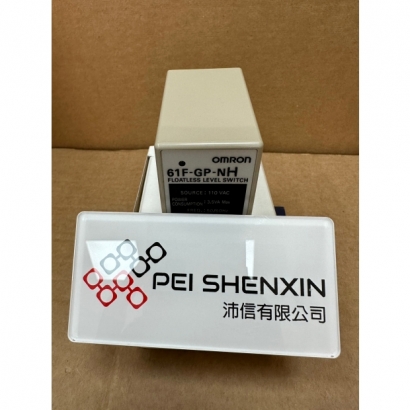 OMRON
61F-GP-NH
FLOATLESS LEVEL SWITCH
SOURCE : 110 VAC
PEI SHENXIN
沛信有限公司